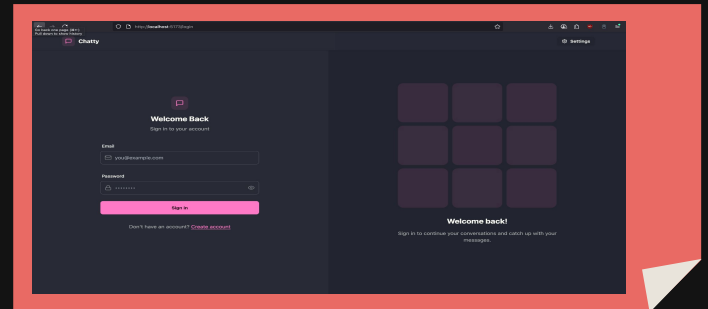 Go back one page (⌘←)
Pull down to show history
http://localhost:5173/login
Chatty
Settings
Welcome Back
Sign in to your account
Email
you@example.com
Password
••••••••
Sign in
Don't have an account? Create account
Welcome back!
Sign in to continue your conversations and catch up with your
messages.